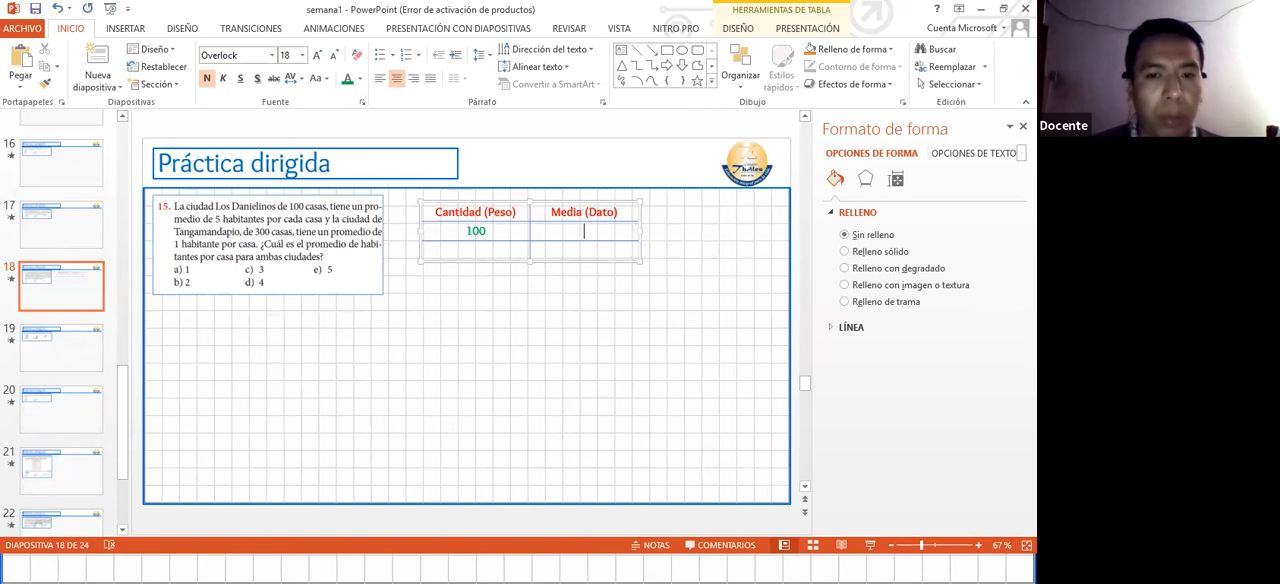 semana1 - PowerPoint (Error de activación de productos)
HERRAMIENTAS DE TABLA
ARCHIVO INICIO INSERTAR DISEÑO TRANSICIONES ANIMACIONES PRESENTACIÓN CON DIAPOSITIVAS REVISAR VISTA NITRO PRO DISEÑO PRESENTACIÓN Cuenta Microsoft
Pegar
Nueva diapositiva
Diseño
Restablecer
Sección
Overlock 18
N K S S abc AV Aa A
Dirección del texto
Alinear texto
Convertir a SmartArt
Organizar
Estilos rápidos
Relleno de forma
Contorno de forma
Efectos de forma
Buscar
Reemplazar
Seleccionar
Portapapeles Diapositivas Fuente Párrafo Dibujo Edición
16
17
18
19
20
21
22
Práctica dirigida
Thales
15. La ciudad Los Danielinos de 100 casas, tiene un pro-
medio de 5 habitantes por cada casa y la ciudad de
Tangamandapio, de 300 casas, tiene un promedio de
1 habitante por casa. ¿Cuál es el promedio de habi-
tantes por casa para ambas ciudades?
a) 1 c) 3 e) 5
b) 2 d) 4
Cantidad (Peso) Media (Dato)
100
Formato de forma
OPCIONES DE FORMA OPCIONES DE TEXTO
RELLENO
Sin relleno
Relleno sólido
Relleno con degradado
Relleno con imagen o textura
Relleno de trama
LÍNEA
Docente
DIAPOSITIVA 18 DE 24 NOTAS COMENTARIOS 67 %